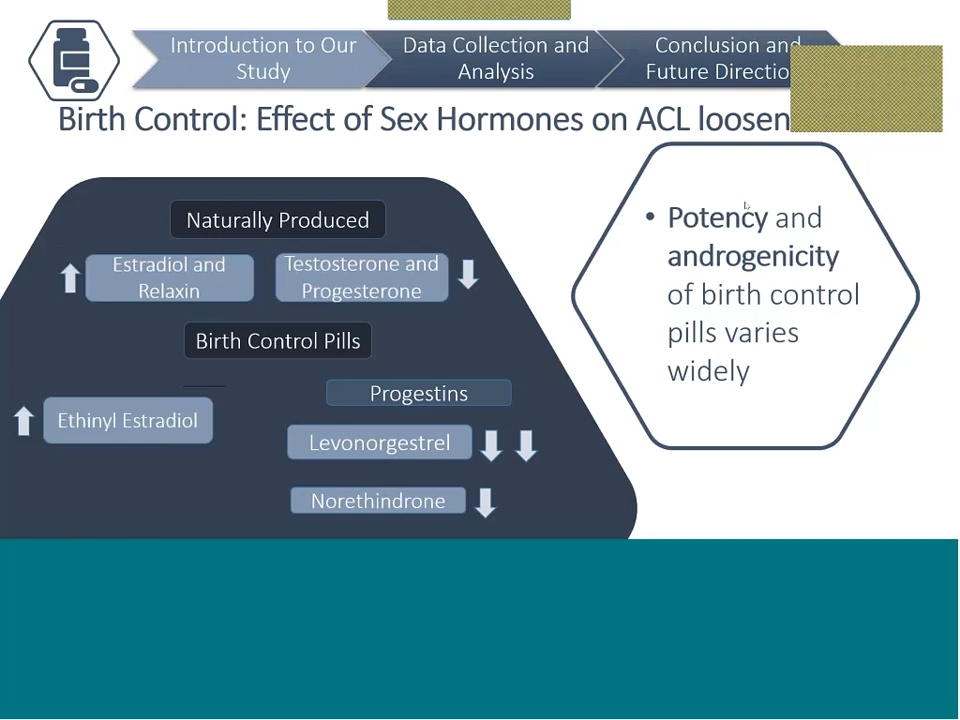 Introduction to Our
Study
Data Collection and
Analysis
Conclusion and
Future
Birth Control: Effect of Sex Hormones on ACL
Naturally Produced
Estradiol and
Relaxin
Testosterone and
Progesterone
Birth Control Pills
Progestins
Ethinyl Estradiol
Levonorgestrel
Norethindrone
• Potency and
androgenicity
of birth control
pills varies
widely